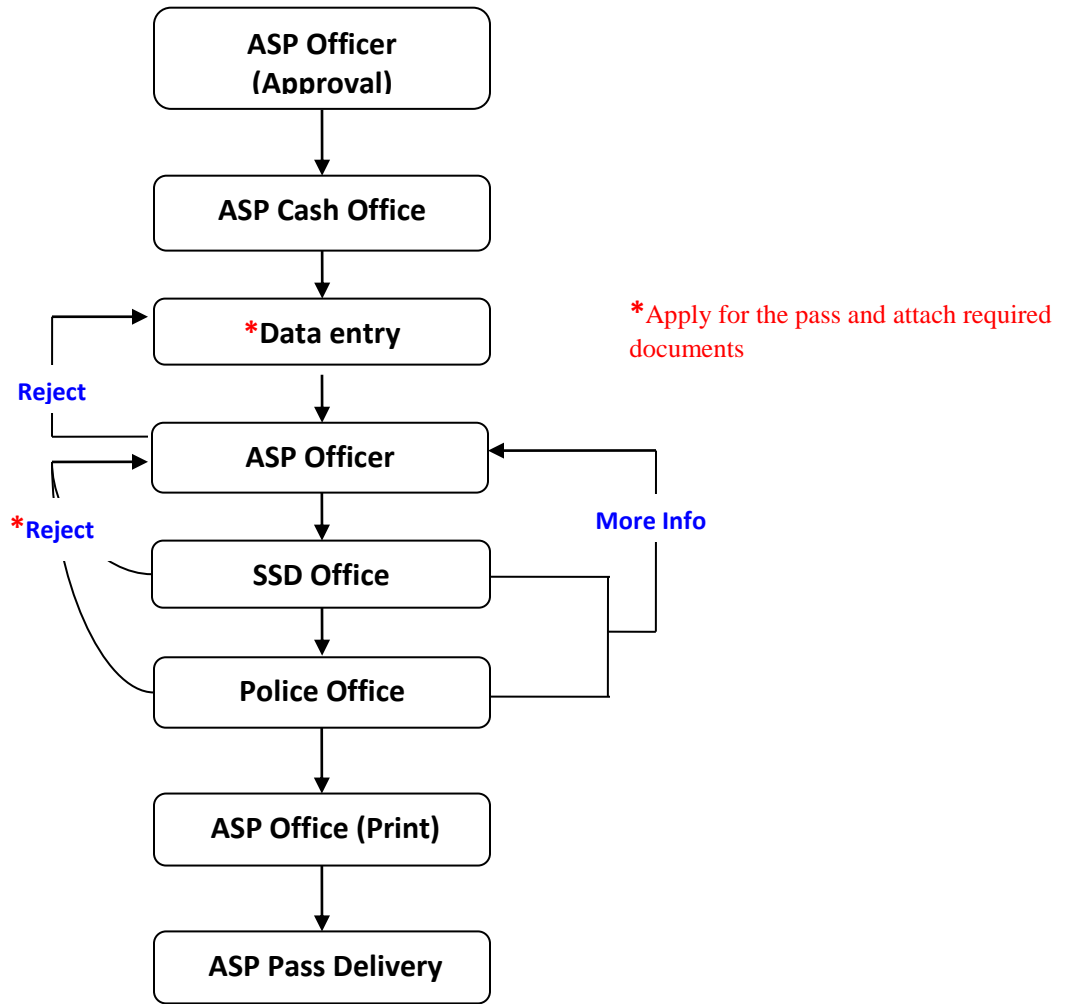 ASP Officer
(Approval)
ASP Cash Office
*Data entry
*Apply for the pass and attach required
documents
Reject
ASP Officer
*Reject
More Info
SSD Office
Police Office
ASP Office (Print)
ASP Pass Delivery